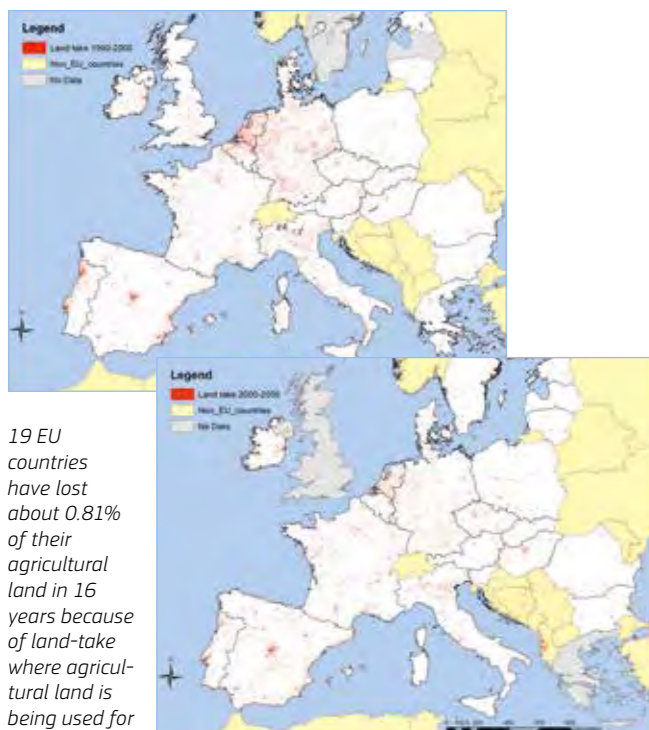 Legend
Land take 1990-2000
Non_EU_countries
No Data
Legend
Land take 2000-2006
Non_EU_countries
No Data
19 EU
countries
have lost
about 0.81%
of their
agricultural
land in 16
years because
of land-take
where agricul-
tural land is
being used for